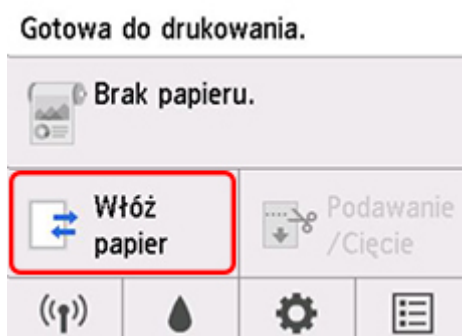 Gotowa do drukowania.
Brak papieru.
Włóż
papier
Podawanie
/Cięcie